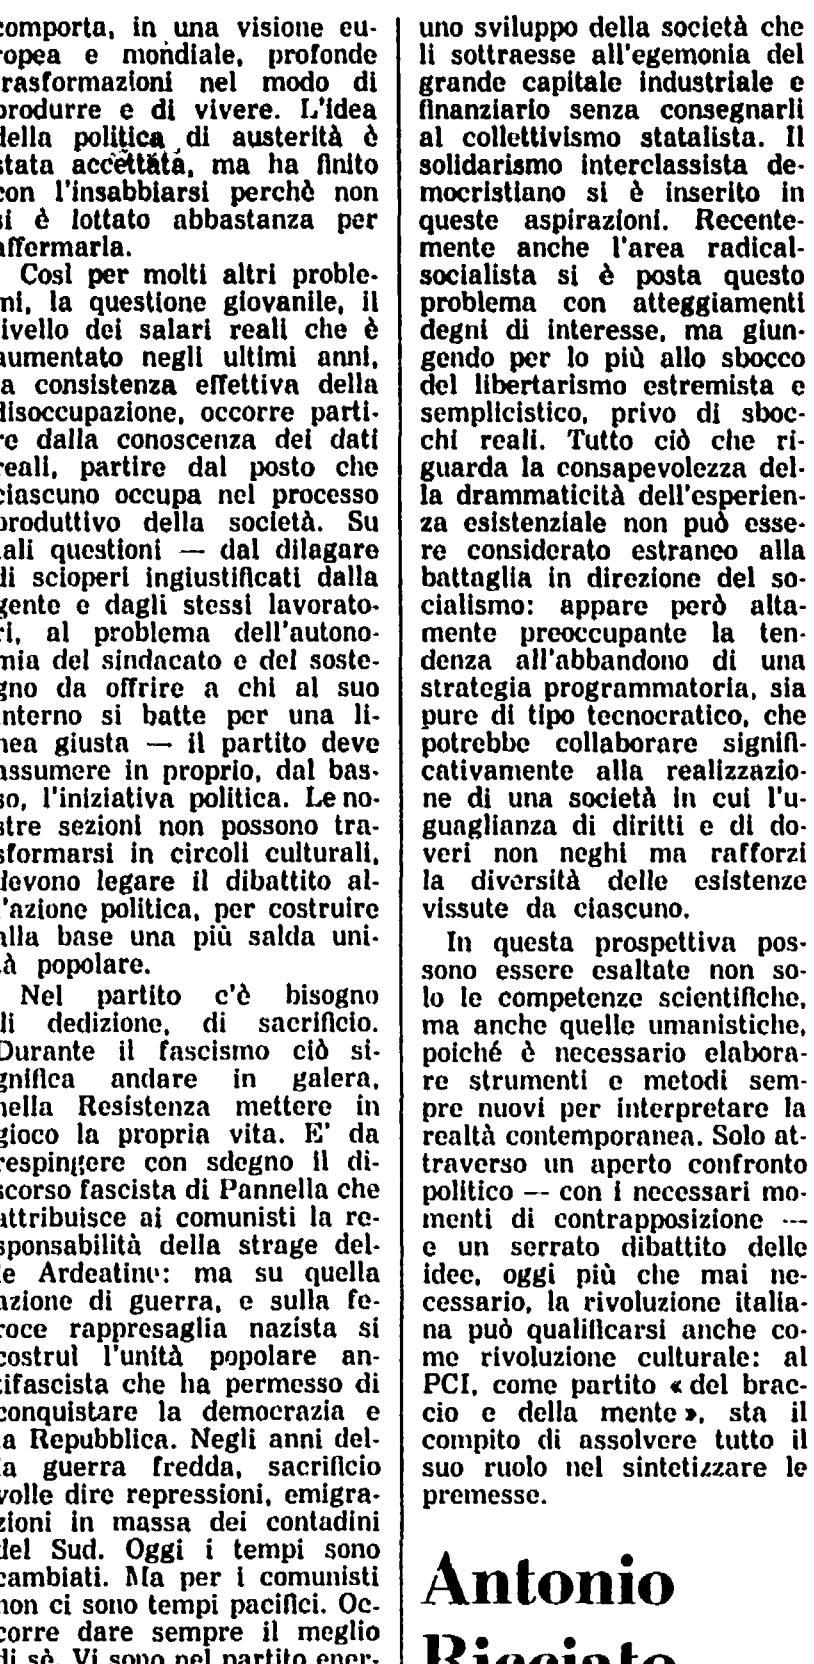 comporta, in una visione eu-
ropea e mondiale, profonde
trasformazioni nel modo di
produrre e di vivere. L'idea
della politica di austerità è
stata accettata, ma ha finito
con l'insabbiarsi perchè non
si è lottato abbastanza per
affermarla.
Così per molti altri proble-
mi, la questione giovanile, il
livello dei salari reali che è
aumentato negli ultimi anni,
la consistenza effettiva della
disoccupazione, occorre parti-
re dalla conoscenza dei dati
reali, partire dal posto che
ciascuno occupa nel processo
produttivo della società. Su
tali questioni — dal dilagare
di scioperi ingiustificati dalla
gente e dagli stessi lavorato-
ri, al problema dell'autono-
mia del sindacato e del soste-
gno da offrire a chi al suo
interno si batte per una li-
nea giusta — il partito deve
assumere in proprio, dal bas-
so, l'iniziativa politica. Le no-
stre sezioni non possono tra-
sformarsi in circoli culturali,
devono legare il dibattito al-
l'azione politica, per costruire
alla base una più salda uni-
tà popolare.
Nel partito c'è bisogno
di dedizione, di sacrificio.
Durante il fascismo ciò si-
gnifica andare in galera,
nella Resistenza mettere in
gioco la propria vita. E' da
respingere con sdegno il di-
scorso fascista di Pannella che
attribuisce ai comunisti la re-
sponsabilità della strage del-
le Ardeatine: ma su quella
azione di guerra, e sulla fe-
roce rappresaglia nazista si
costruì l'unità popolare an-
tifascista che ha permesso di
conquistare la democrazia e
la Repubblica. Negli anni del-
la guerra fredda, sacrificio
volle dire repressioni, emigra-
zioni in massa dei contadini
del Sud. Oggi i tempi sono
cambiati. Ma per i comunisti
non ci sono tempi pacifici. Oc-
corre dare sempre il meglio
di sè. Vi sono nel partito ener-
uno sviluppo della società che
li sottraesse all'egemonia del
grande capitale industriale e
finanziario senza consegnarli
al collettivismo statalista. Il
solidarismo interclassista de-
mocristiano si è inserito in
queste aspirazioni. Recente-
mente anche l'area radical-
socialista si è posta questo
problema con atteggiamenti
degni di interesse, ma giun-
gendo per lo più allo sbocco
del libertarismo estremista e
semplicistico, privo di sboc-
chi reali. Tutto ciò che ri-
guarda la consapevolezza del-
la drammaticità dell'esperien-
za esistenziale non può esse-
re considerato estraneo alla
battaglia in direzione del so-
cialismo: appare però alta-
mente preoccupante la ten-
denza all'abbandono di una
strategia programmatoria, sia
pure di tipo tecnocratico, che
potrebbe collaborare signifi-
cativamente alla realizzazio-
ne di una società in cui l'u-
guaglianza di diritti e di do-
veri non neghi ma rafforzi
la diversità delle esistenze
vissute da ciascuno.
In questa prospettiva pos-
sono essere esaltate non so-
lo le competenze scientifiche,
ma anche quelle umanistiche,
poiché è necessario elabora-
re strumenti e metodi sem-
pre nuovi per interpretare la
realtà contemporanea. Solo at-
traverso un aperto confronto
politico — con i necessari mo-
menti di contrapposizione —
e un serrato dibattito delle
idee, oggi più che mai ne-
cessario, la rivoluzione italia-
na può qualificarsi anche co-
me rivoluzione culturale: al
PCI, come partito « del brac-
cio e della mente », sta il
compito di assolvere tutto il
suo ruolo nel sintetizzare le
premesse.
Antonio
Ricciato